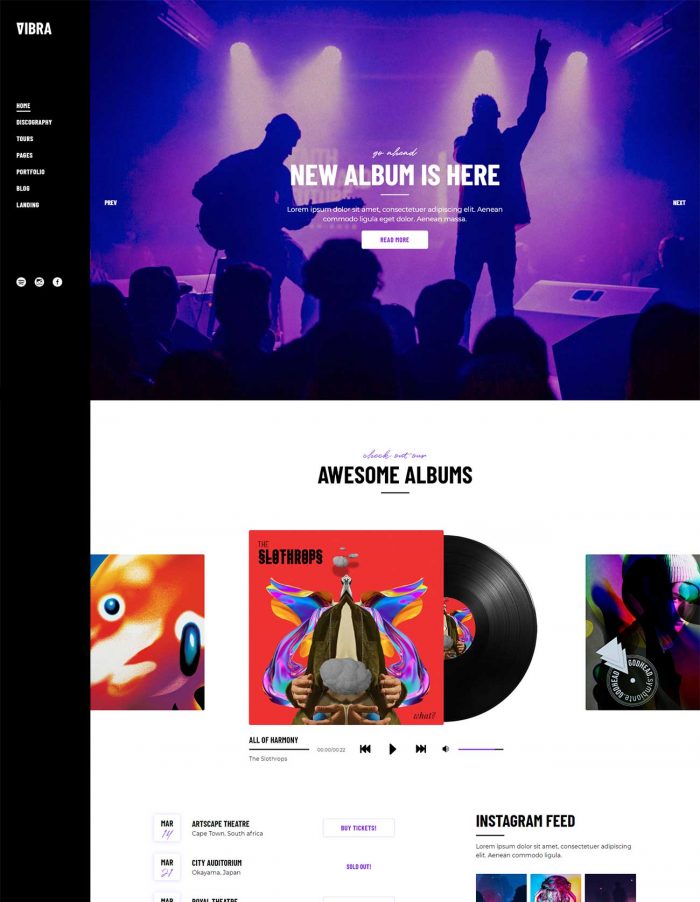 VIBRA
HOME
DISCOGRAPHY
TOURS
PAGES
PORTFOLIO
BLOG
LANDING
go ahead
NEW ALBUM IS HERE
Lorem ipsum dolor sit amet, consectetuer adipiscing elit. Aenean
commodo ligula eget dolor. Aenean massa.
READ MORE
PREV
NEXT
check out our
AWESOME ALBUMS
THE
SLOTHROPS
what?
GODHEAD
GODHEAD
symbionte
ALL OF HARMONY
The Slothrops
00:00/00:22
MAR
14
ARTSCAPE THEATRE
Cape Town, South africa
BUY TICKETS!
MAR
21
CITY AUDITORIUM
Okayama, Japan
SOLD OUT!
MAR
ROYAL THEATRE
INSTAGRAM FEED
Lorem ipsum dolor sit amet, consectetuer adipiscing
elit. Aenean commodo ligula.